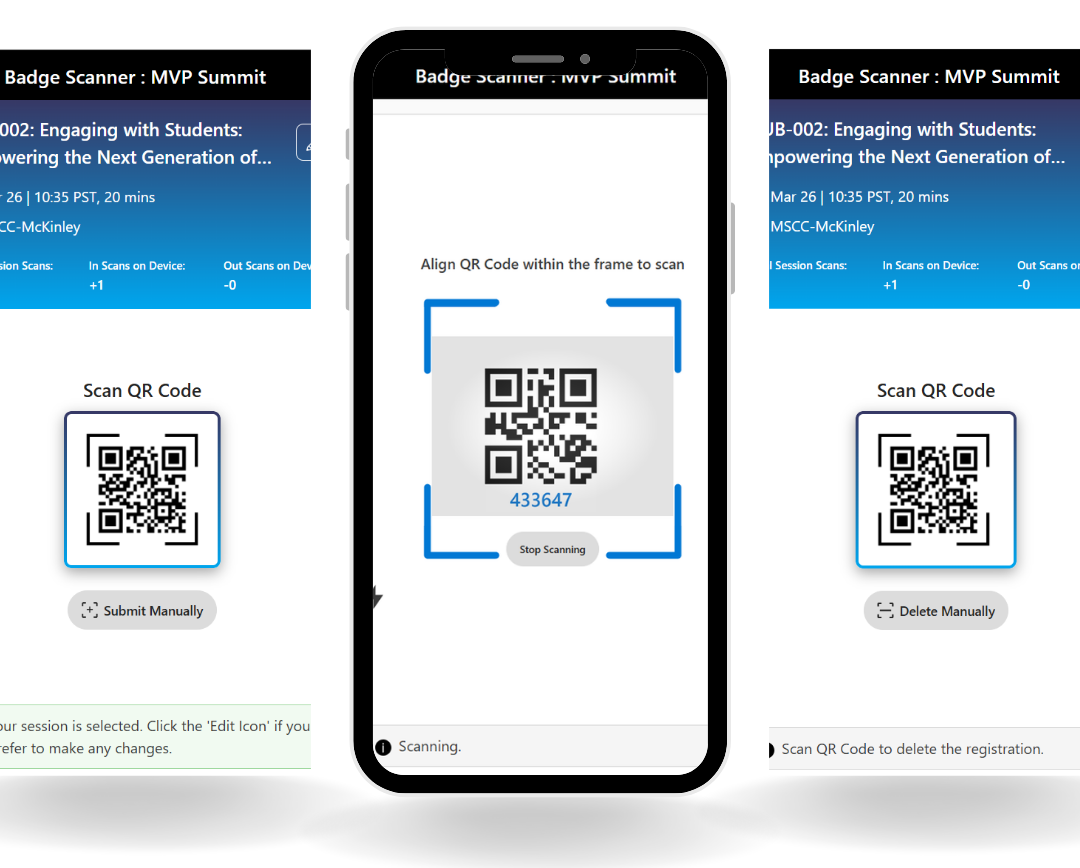 Badge Scanner : MVP Summit
002: Engaging with Students:
owering the Next Generation of...
26 | 10:35 PST, 20 mins
CC-McKinley
sion Scans:
In Scans on Device:
Out Scans on Dev
+1
-0
Scan QR Code
Submit Manually
our session is selected. Click the 'Edit Icon' if you
refer to make any changes.
Badge Scanner : MVP Summit
Align QR Code within the frame to scan
433647
Stop Scanning
Scanning.
Badge Scanner : MVP Summit
UB-002: Engaging with Students:
mpowering the Next Generation of...
Mar 26 | 10:35 PST, 20 mins
MSCC-McKinley
l Session Scans:
In Scans on Device:
Out Scans on
+1
-0
Scan QR Code
Delete Manually
Scan QR Code to delete the registration.